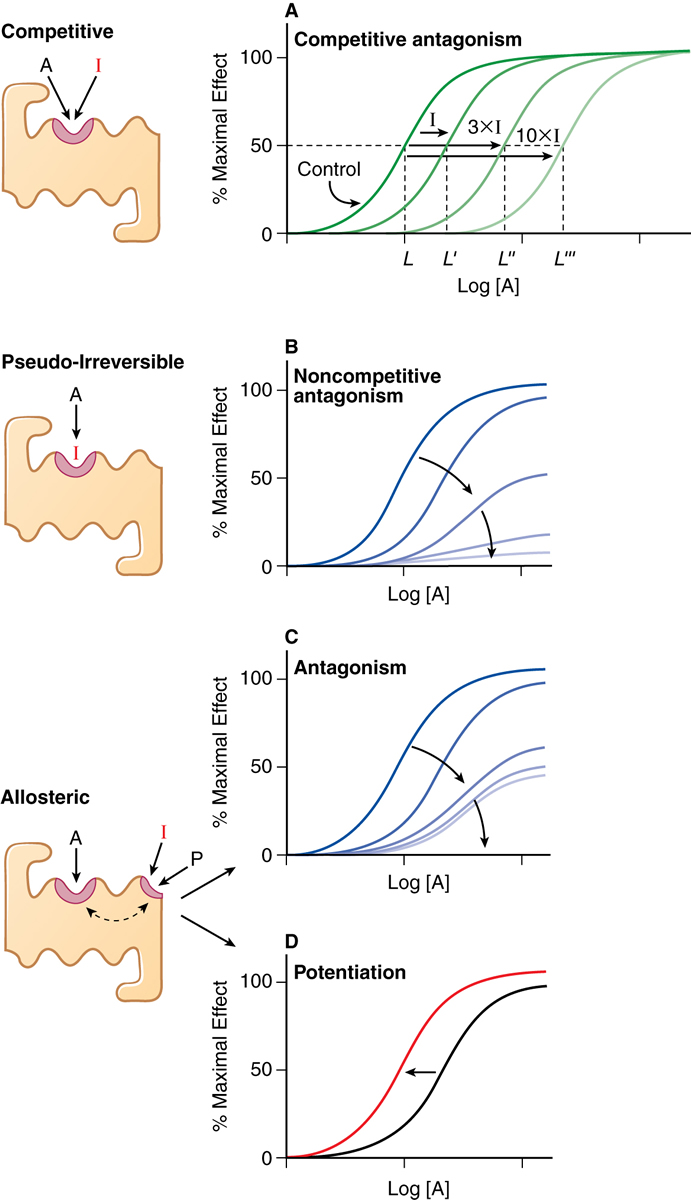 Competitive
A
I
A
Competitive antagonism
% Maximal Effect
100
50
0
I
3×I
10×I
Control
L
L'
L''
L'''
Log [A]
Pseudo-Irreversible
A
I
B
Noncompetitive
antagonism
% Maximal Effect
100
50
0
Log [A]
Allosteric
A
I
P
C
Antagonism
% Maximal Effect
100
50
0
Log [A]
D
Potentiation
% Maximal Effect
100
50
0
Log [A]